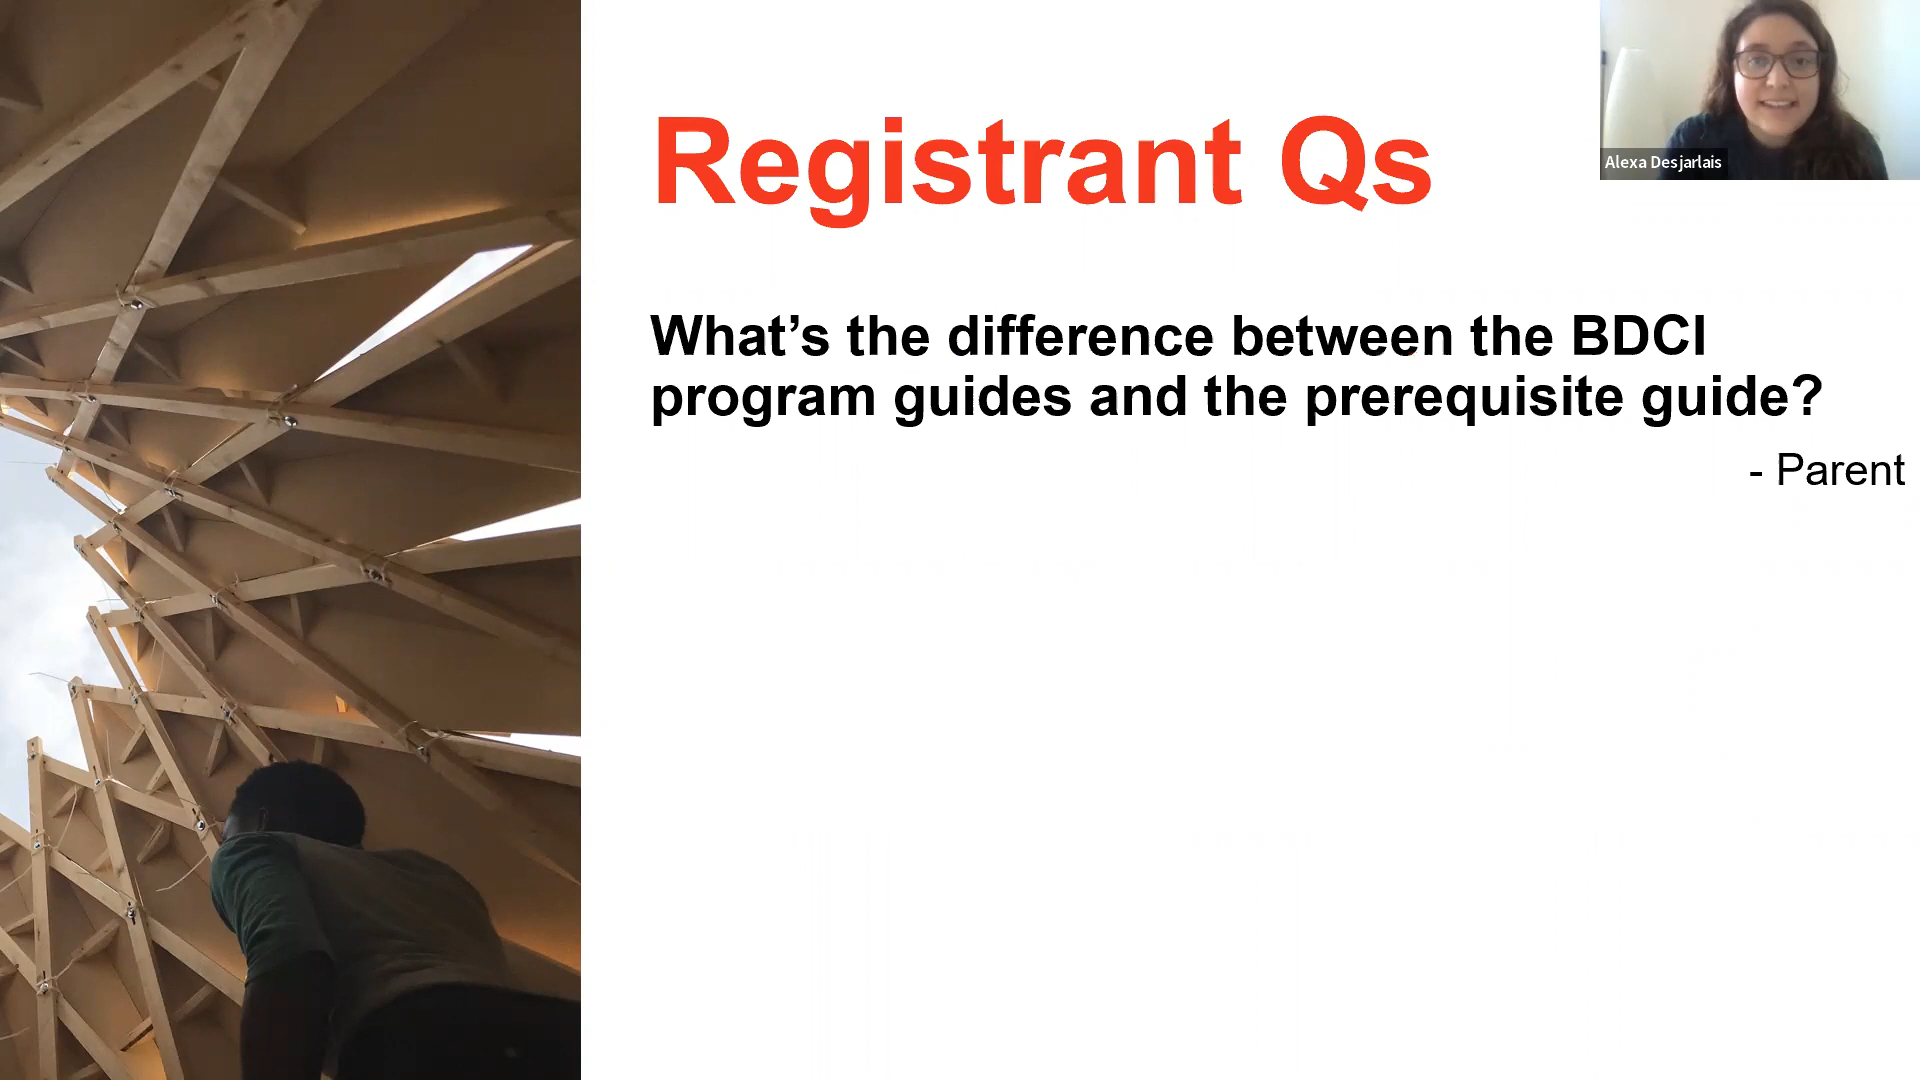 Registrant Qs
Alexa Desjarlais
What’s the difference between the BDCI
program guides and the prerequisite guide?
- Parent